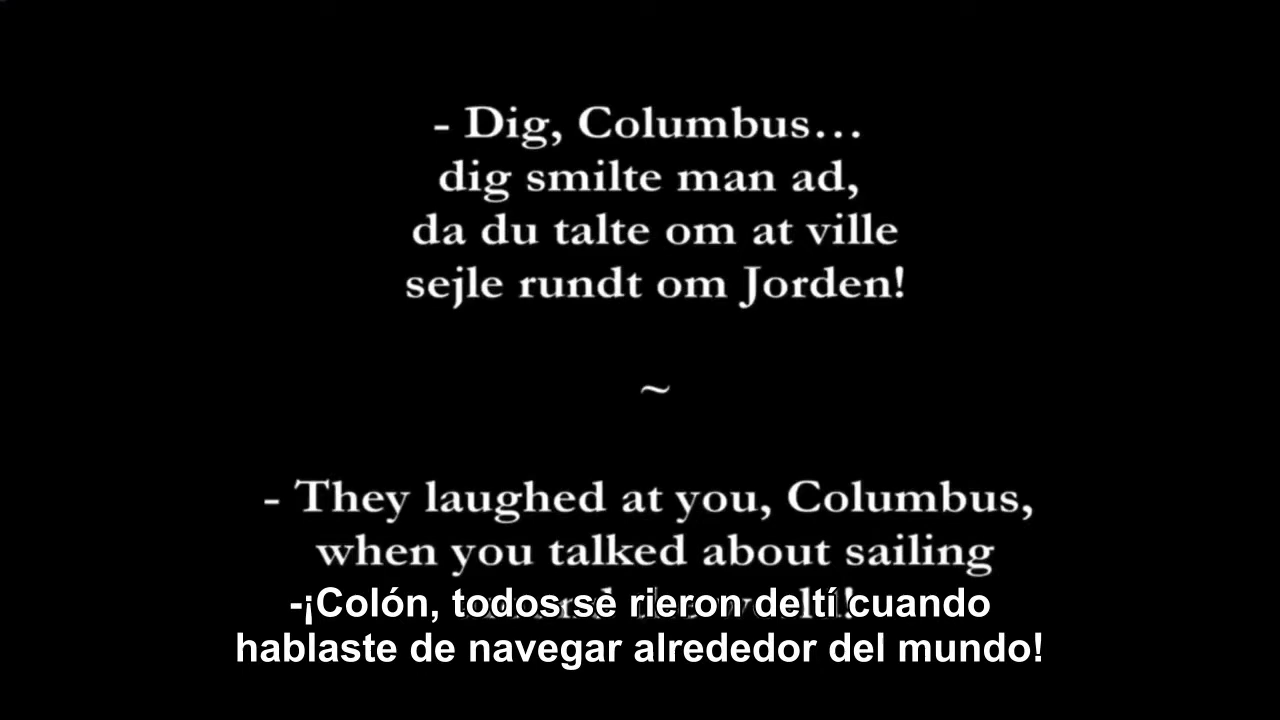 - Dig, Columbus...
dig smilte man ad,
da du talte om at ville
sejle rundt om Jorden!
~
- They laughed at you, Columbus,
when you talked about sailing
-¡Colón, todos se rieron de tí cuando
hablaste de navegar alrededor del mundo!